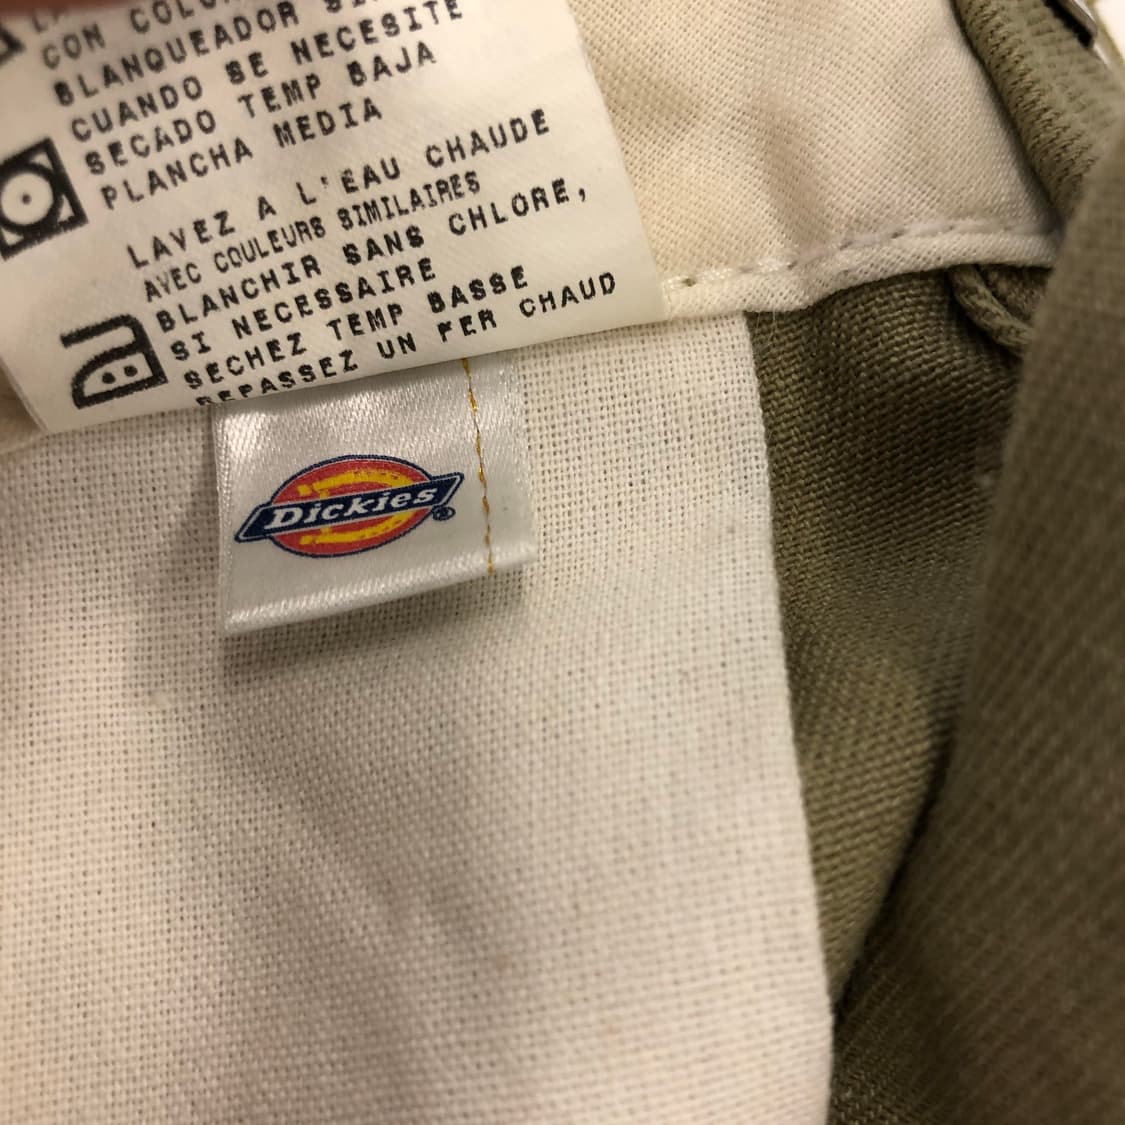 CON COLORES
BLANQUEADOR
CUANDO SE NECESITE
SECADO TEMP BAJA
PLANCHA MEDIA
LAVEZ A L'EAU CHAUDE
AVEC COULEURS SIMILAIRES
BLANCHIR SANS CHLORE,
SI NECESSAIRE
SECHEZ TEMP BASSE
REPASSEZ UN FER CHAUD
Dickies®